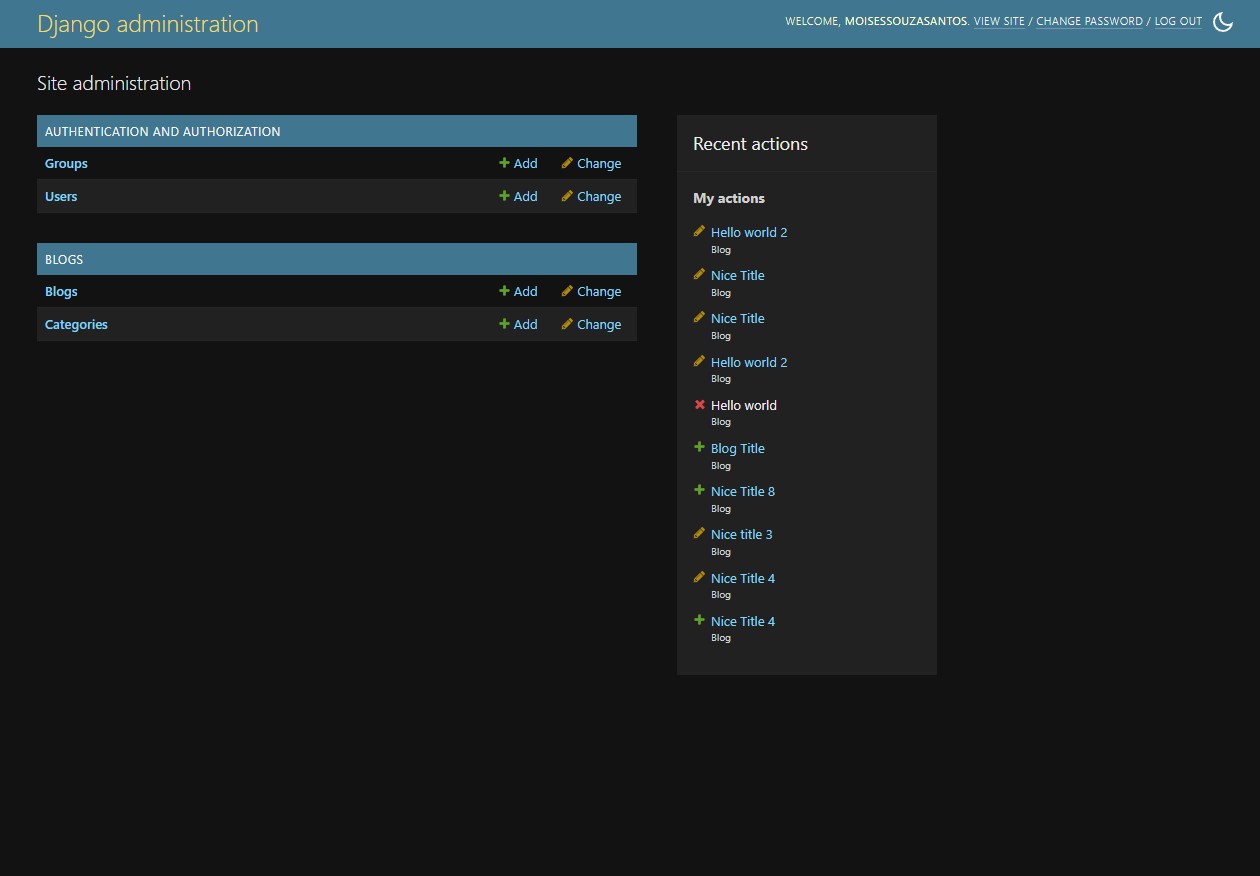 Django administration
WELCOME, MOISESSOUZASANTOS. VIEW SITE / CHANGE PASSWORD / LOG OUT
Site administration
AUTHENTICATION AND AUTHORIZATION
Groups Add Change
Users Add Change
BLOGS
Blogs Add Change
Categories Add Change
Recent actions
My actions
Hello world 2
Blog
Nice Title
Blog
Nice Title
Blog
Hello world 2
Blog
Hello world
Blog
Blog Title
Blog
Nice Title 8
Blog
Nice title 3
Blog
Nice Title 4
Blog
Nice Title 4
Blog